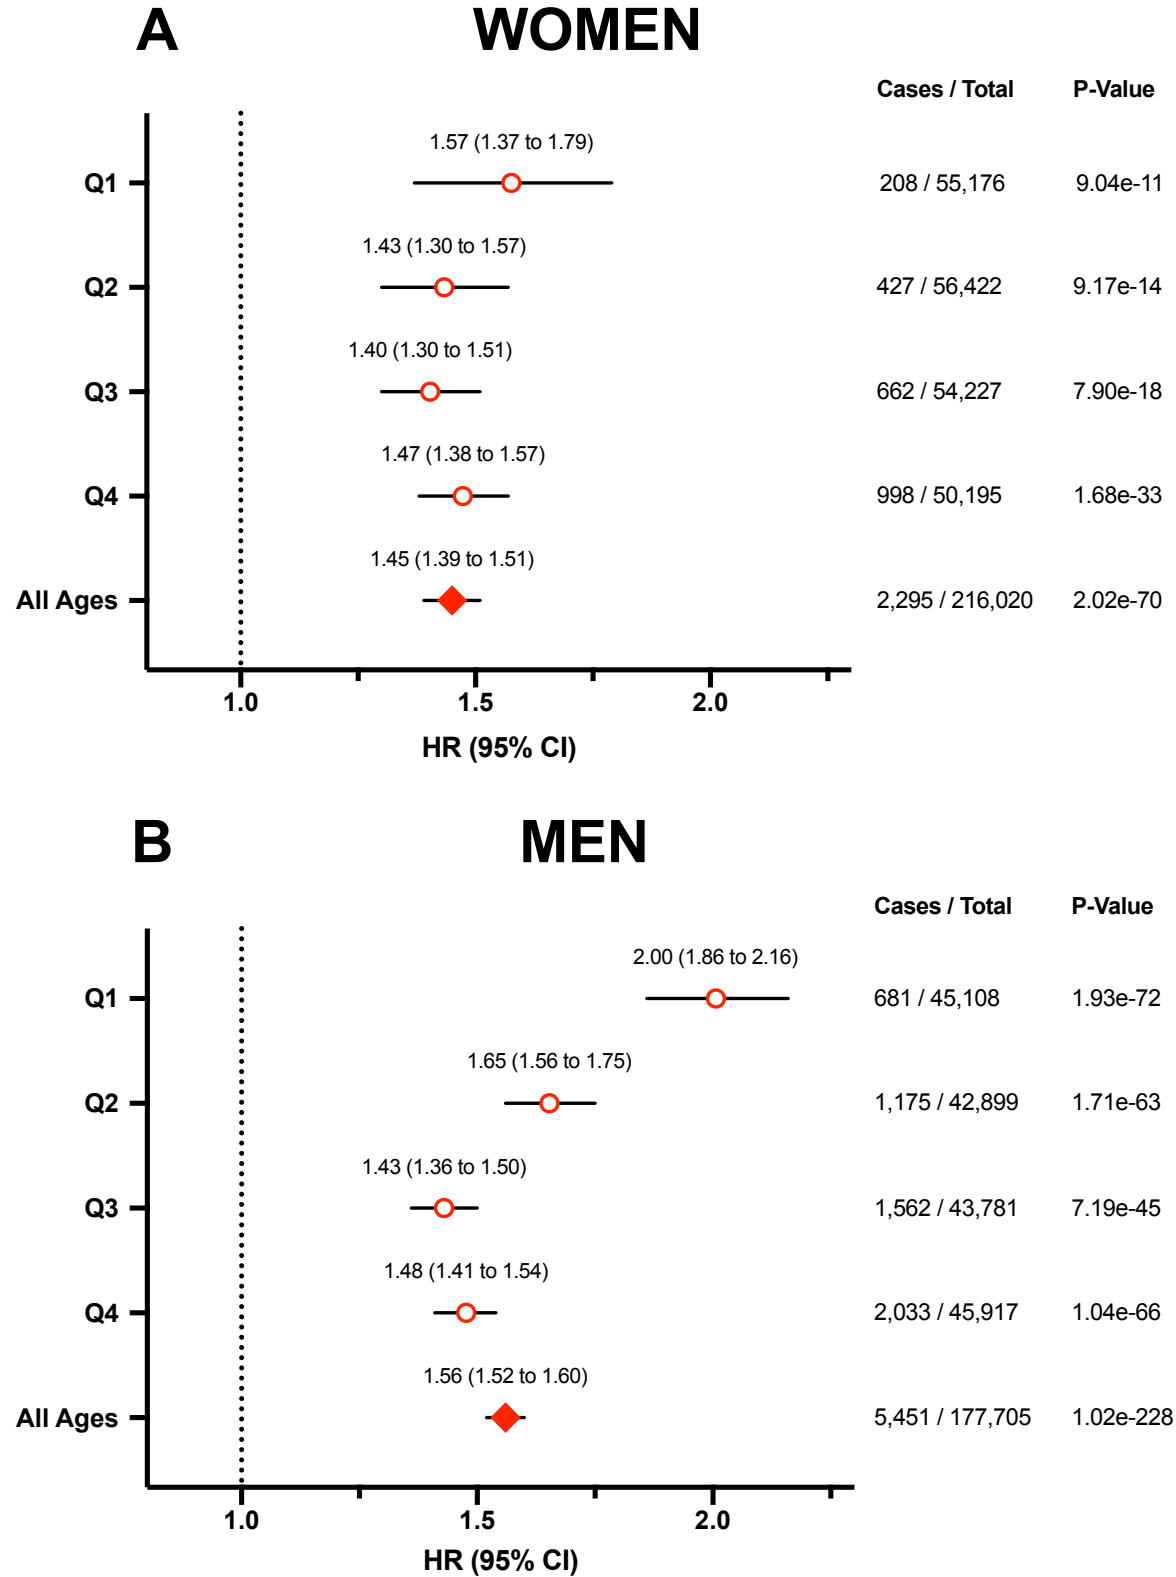 A WOMEN
Cases / Total P-Value
1.57 (1.37 to 1.79)
Q1 208 / 55,176 9.04e-11
1.43 (1.30 to 1.57)
Q2 427 / 56,422 9.17e-14
1.40 (1.30 to 1.51)
Q3 662 / 54,227 7.90e-18
1.47 (1.38 to 1.57)
Q4 998 / 50,195 1.68e-33
1.45 (1.39 to 1.51)
All Ages 2,295 / 216,020 2.02e-70
1.0 1.5 2.0
HR (95% CI)
B MEN
Cases / Total P-Value
2.00 (1.86 to 2.16)
Q1 681 / 45,108 1.93e-72
1.65 (1.56 to 1.75)
Q2 1,175 / 42,899 1.71e-63
1.43 (1.36 to 1.50)
Q3 1,562 / 43,781 7.19e-45
1.48 (1.41 to 1.54)
Q4 2,033 / 45,917 1.04e-66
1.56 (1.52 to 1.60)
All Ages 5,451 / 177,705 1.02e-228
1.0 1.5 2.0
HR (95% CI)